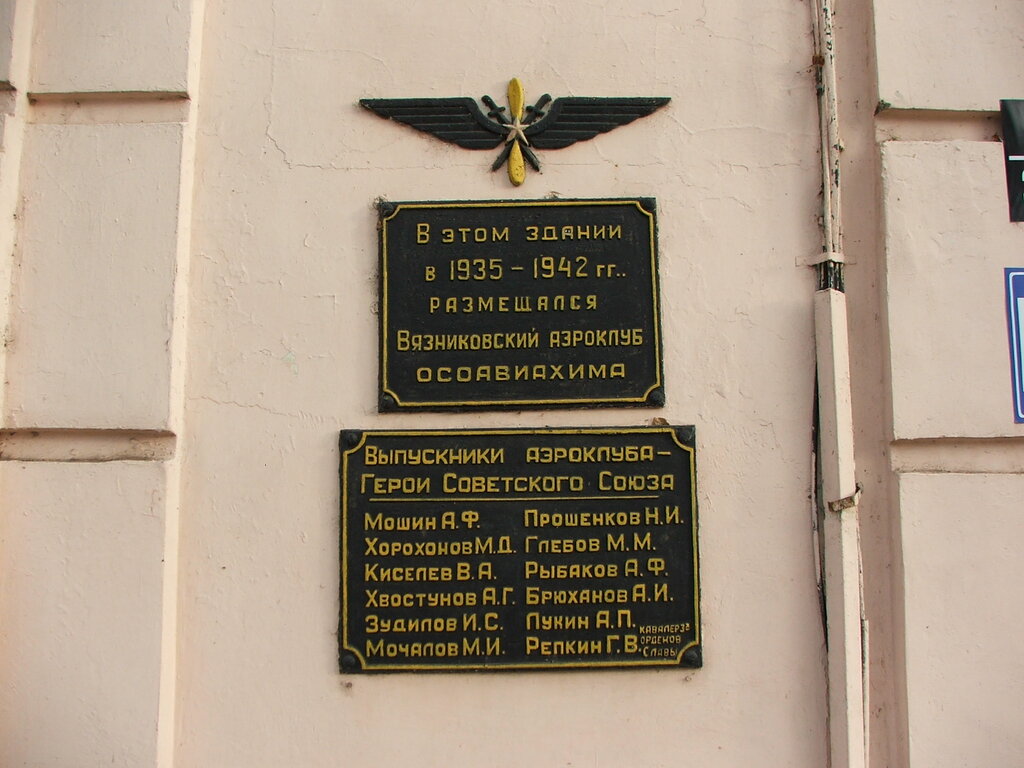 В этом здании
в 1935 – 1942 гг..
размещался
Вязниковский аэроклуб
ОСОАВИАХИМА
Выпускники аэроклуба –
Герои Советского Союза
Мошин А.Ф. Прошенков Н.И.
Хорохонов М.Д. Глебов М.М.
Киселев В.А. Рыбаков А.Ф.
Хвостунов А.Г. Брюханов А.И.
Зудилов И.С. Лукин А.П.
Мочалов М.И. Репкин Г.В. кавалер 3х орденов Славы